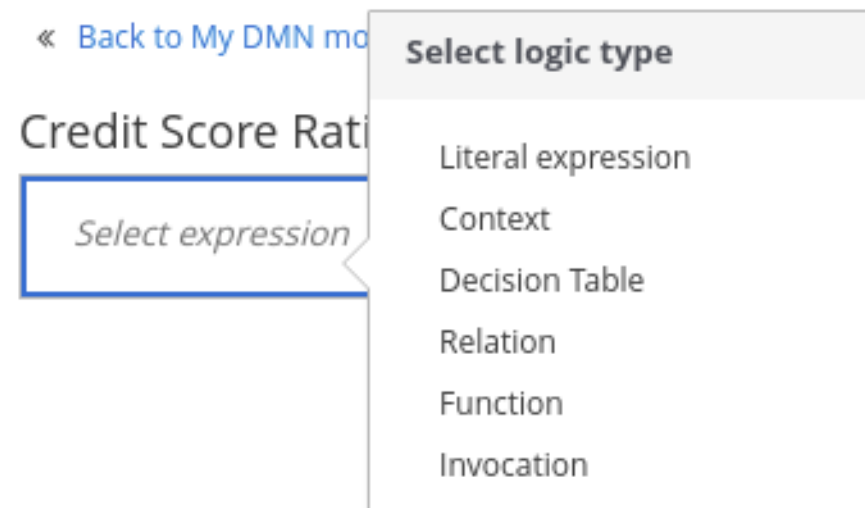 « Back to My DMN mo
Select logic type
Credit Score Rati
Select expression
Literal expression
Context
Decision Table
Relation
Function
Invocation